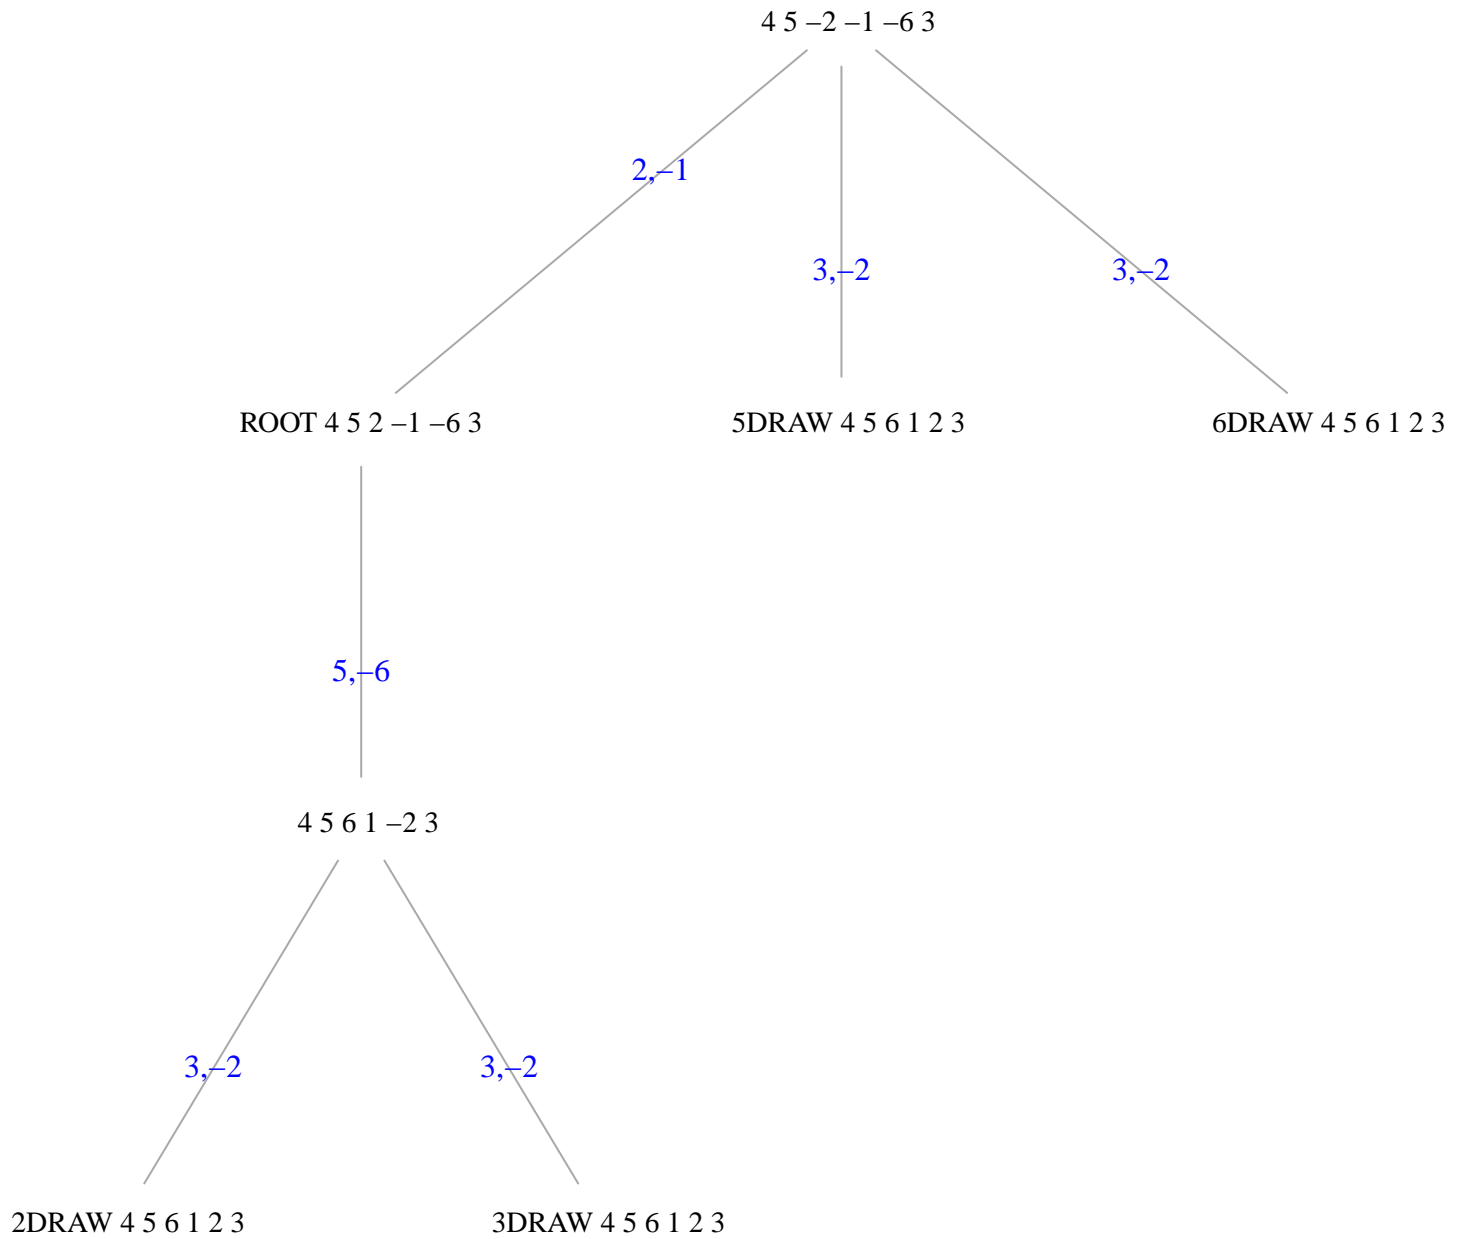 4 5 –2 –1 –6 3
2,–1
3,–2
3,–2
ROOT 4 5 2 –1 –6 3
5DRAW 4 5 6 1 2 3
6DRAW 4 5 6 1 2 3
5,–6
4 5 6 1 –2 3
3,–2
3,–2
2DRAW 4 5 6 1 2 3
3DRAW 4 5 6 1 2 3